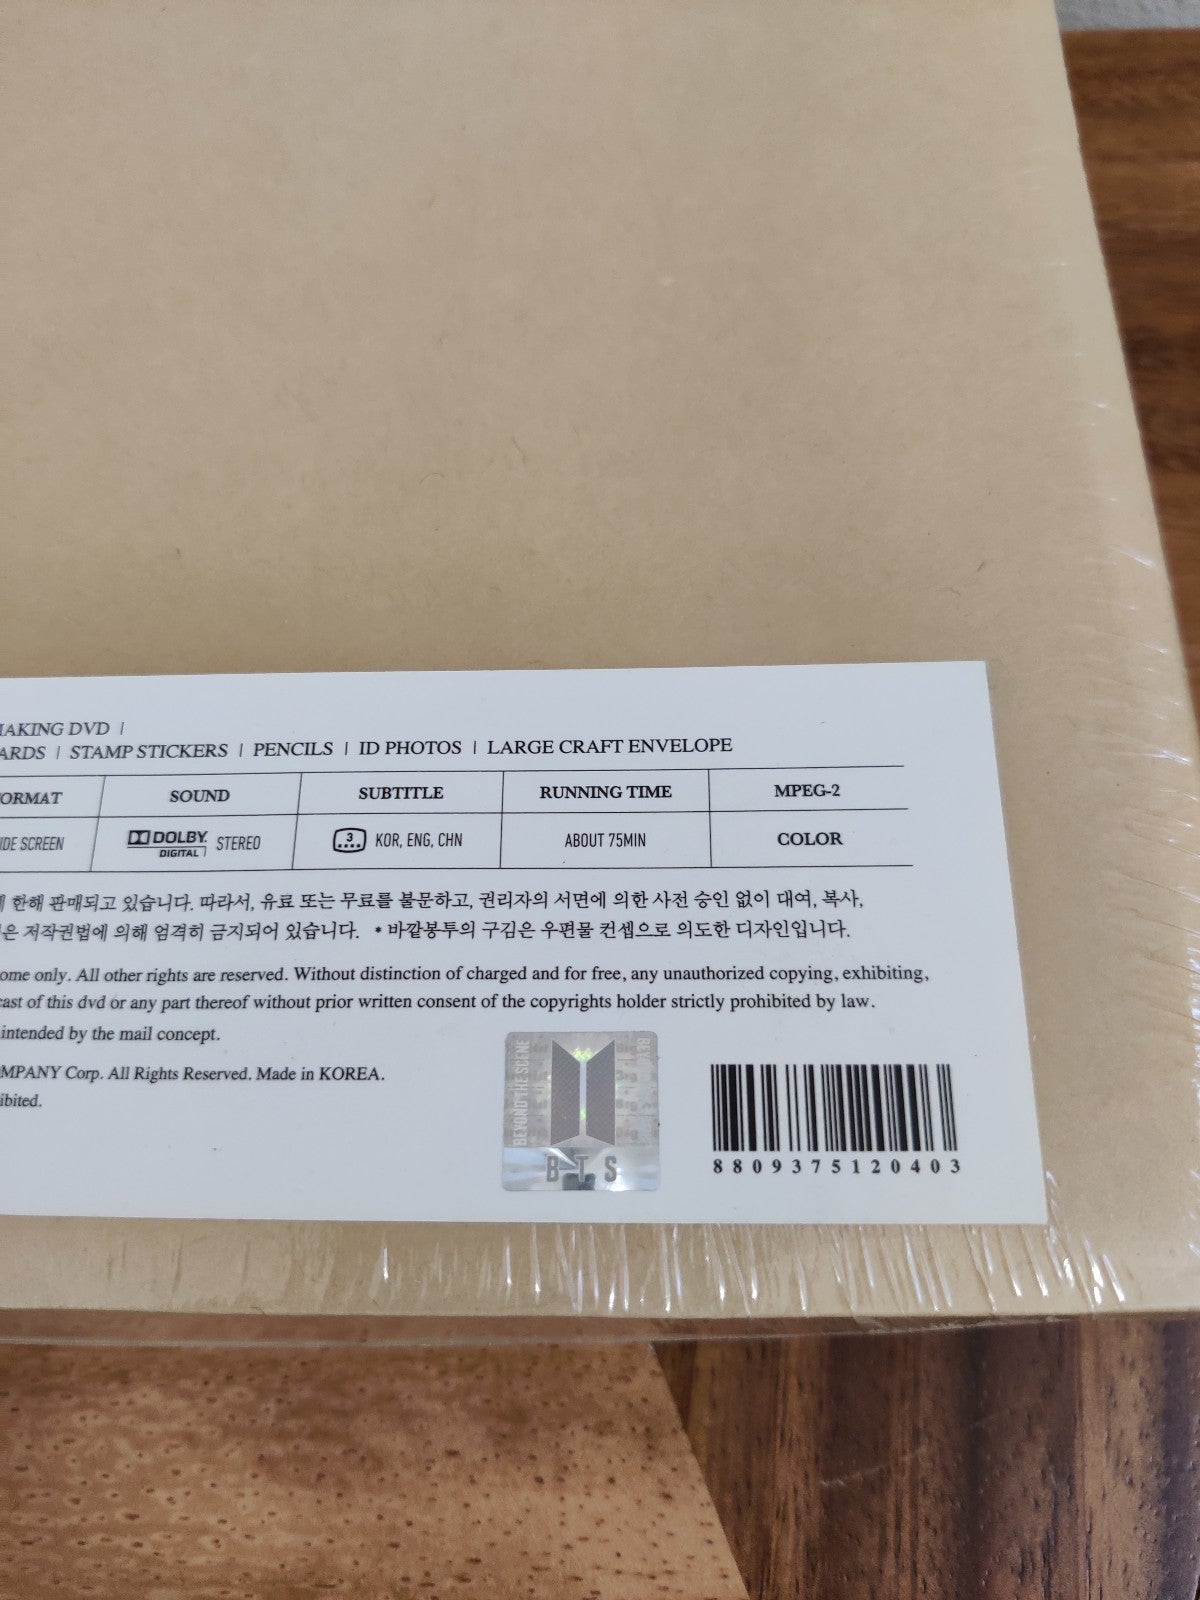 MAKING DVD |
ARDS | STAMP STICKERS | PENCILS | ID PHOTOS | LARGE CRAFT ENVELOPE
FORMAT SOUND SUBTITLE RUNNING TIME MPEG-2
IDE SCREEN DOLBY DIGITAL STEREO 3 KOR, ENG, CHN ABOUT 75MIN COLOR
한해 판매되고 있습니다. 따라서, 유료 또는 무료를 불문하고, 권리자의 서면에 의한 사전 승인 없이 대여, 복사,
은 저작권법에 의해 엄격히 금지되어 있습니다. * 바깥봉투의 구김은 우편물 컨셉으로 의도한 디자인입니다.
ome only. All other rights are reserved. Without distinction of charged and for free, any unauthorized copying, exhibiting,
cast of this dvd or any part thereof without prior written consent of the copyrights holder strictly prohibited by law.
intended by the mail concept.
MPANY Corp. All Rights Reserved. Made in KOREA.
ibited.
BEYOND THE SCENE
BEYO
BTS
8809375120403